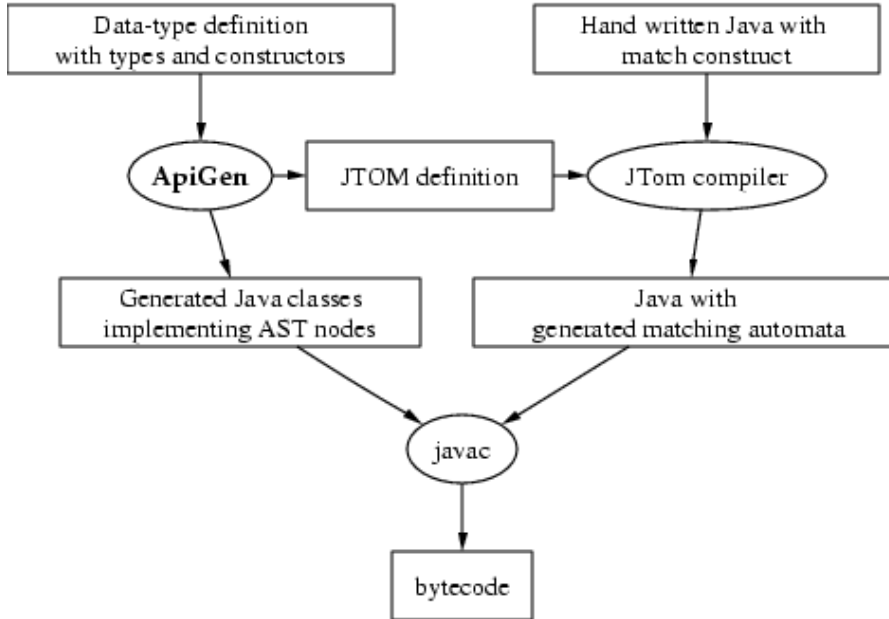 Data-type definition
with types and constructors
Hand written Java with
match construct
ApiGen
JTOM definition
JTom compiler
Generated Java classes
implementing AST nodes
Java with
generated matching automata
javac
bytecode